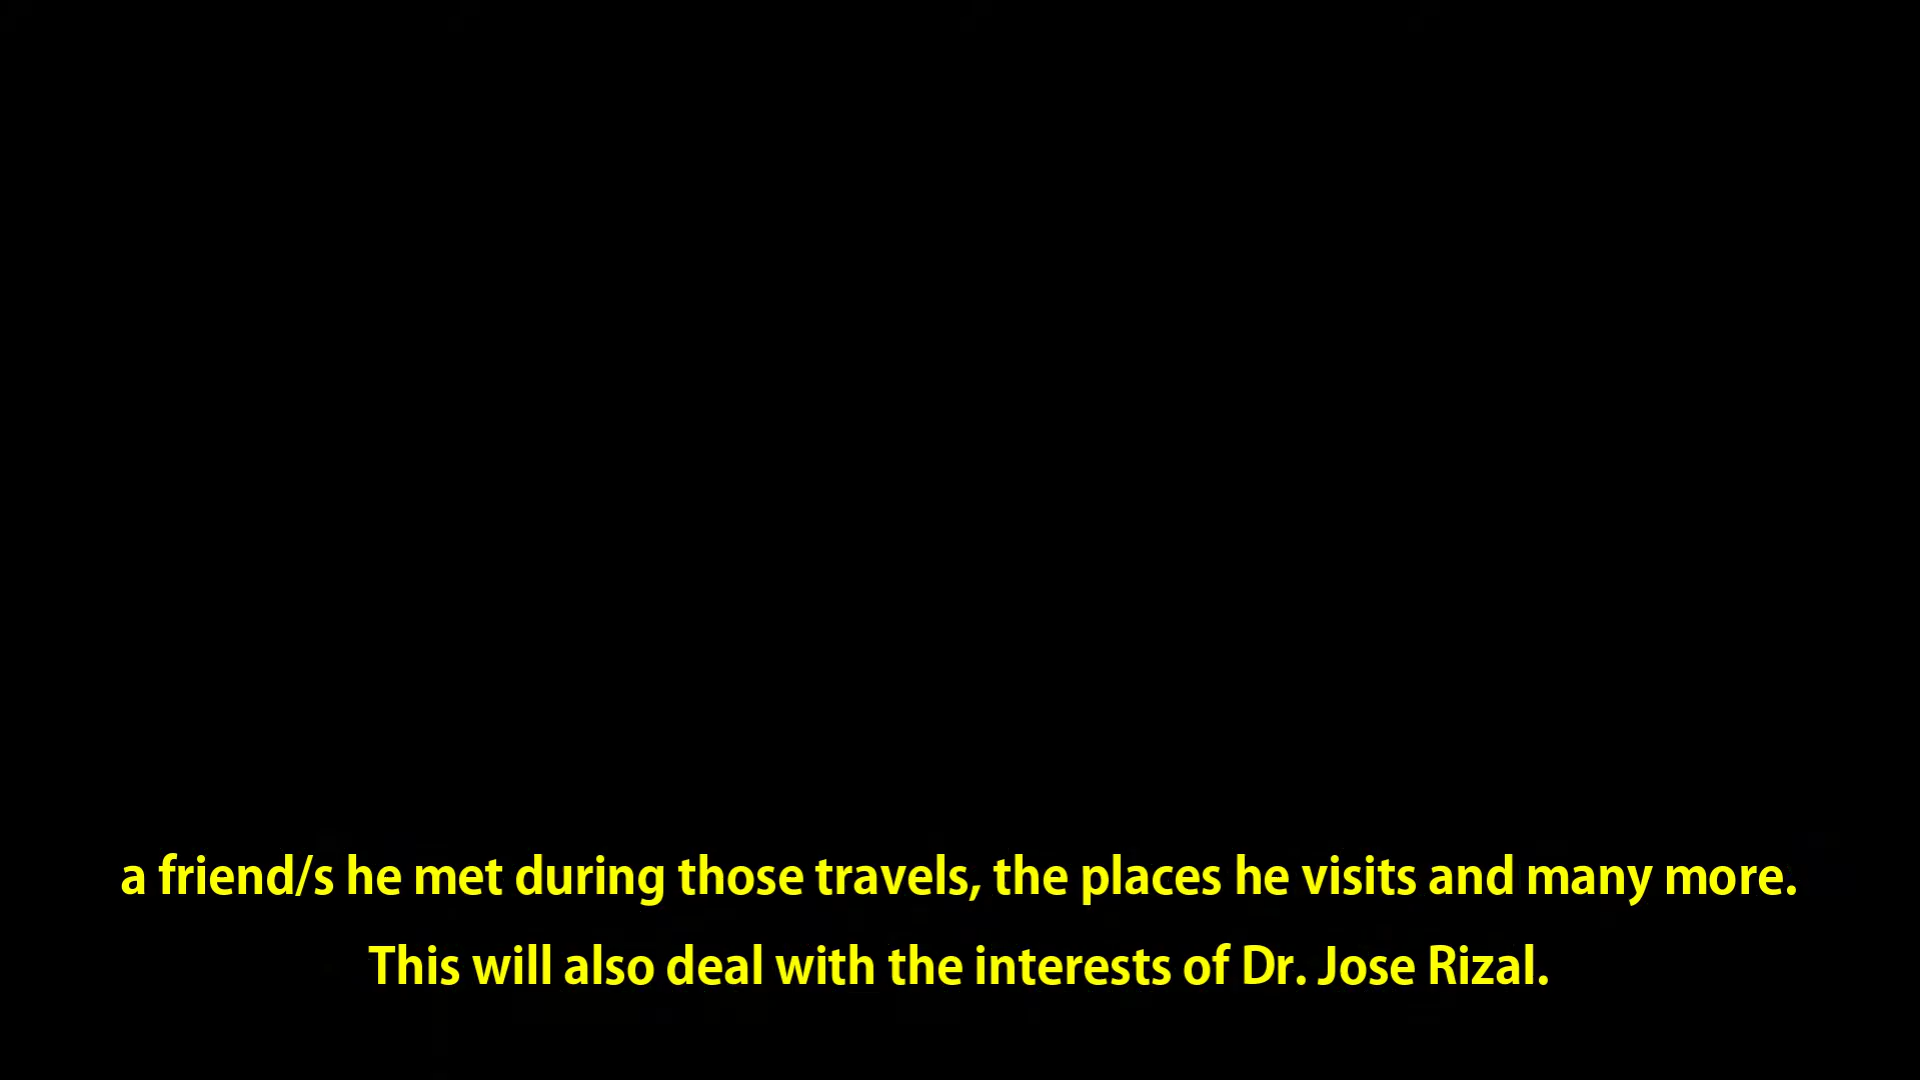 a friend/s he met during those travels, the places he visits and many more.
This will also deal with the interests of Dr. Jose Rizal.